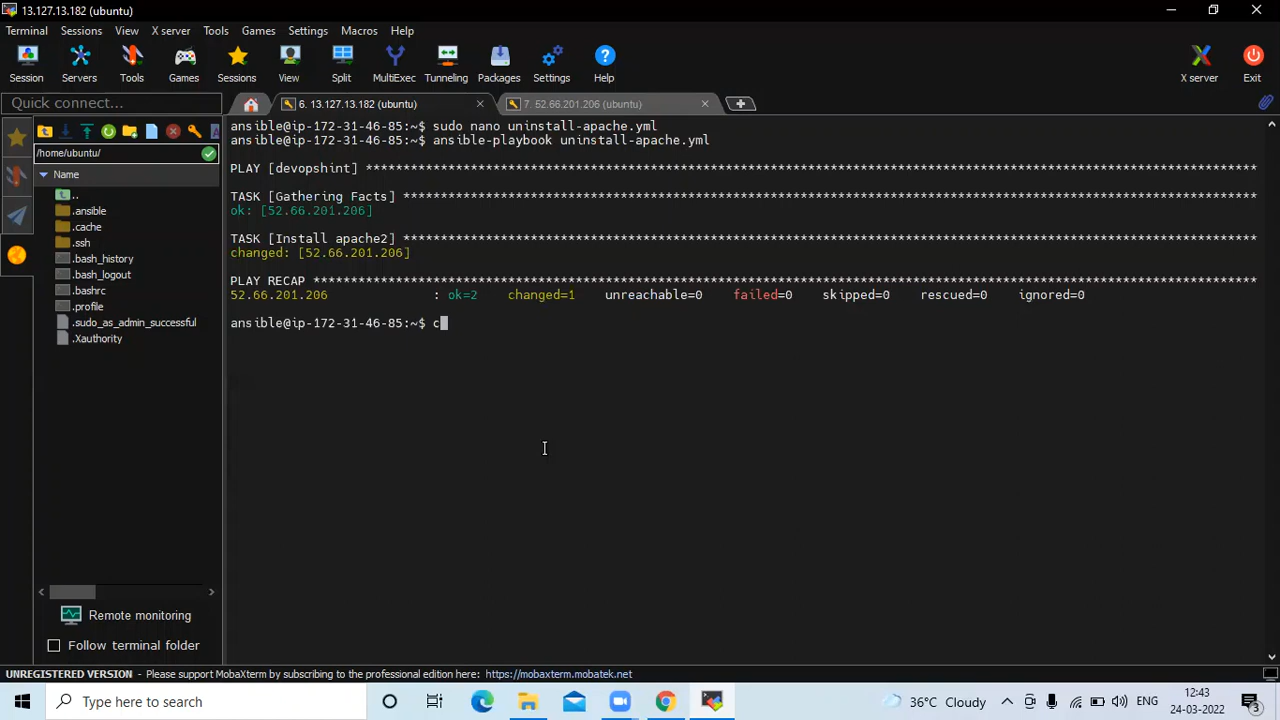 13.127.13.182 (ubuntu)
Terminal Sessions View X server Tools Games Settings Macros Help
Session Servers Tools Games Sessions View Split MultiExec Tunneling Packages Settings Help X server Exit
Quick connect...
6. 13.127.13.182 (ubuntu)
7. 52.66.201.206 (ubuntu)
/home/ubuntu/
Name
..
.ansible
.cache
.ssh
.bash_history
.bash_logout
.bashrc
.profile
.sudo_as_admin_successful
.Xauthority
Remote monitoring
Follow terminal folder
ansible@ip-172-31-46-85:~$ sudo nano uninstall-apache.yml
ansible@ip-172-31-46-85:~$ ansible-playbook uninstall-apache.yml
PLAY [devopshint] ***********************************************************************************************************************
TASK [Gathering Facts] ******************************************************************************************************************
ok: [52.66.201.206]
TASK [Install apache2] ******************************************************************************************************************
changed: [52.66.201.206]
PLAY RECAP ******************************************************************************************************************************
52.66.201.206 : ok=2 changed=1 unreachable=0 failed=0 skipped=0 rescued=0 ignored=0
ansible@ip-172-31-46-85:~$ c
UNREGISTERED VERSION - Please support MobaXterm by subscribing to the professional edition here: https://mobaxterm.mobatek.net
Type here to search
36°C Cloudy
ENG
12:43
24-03-2022
3